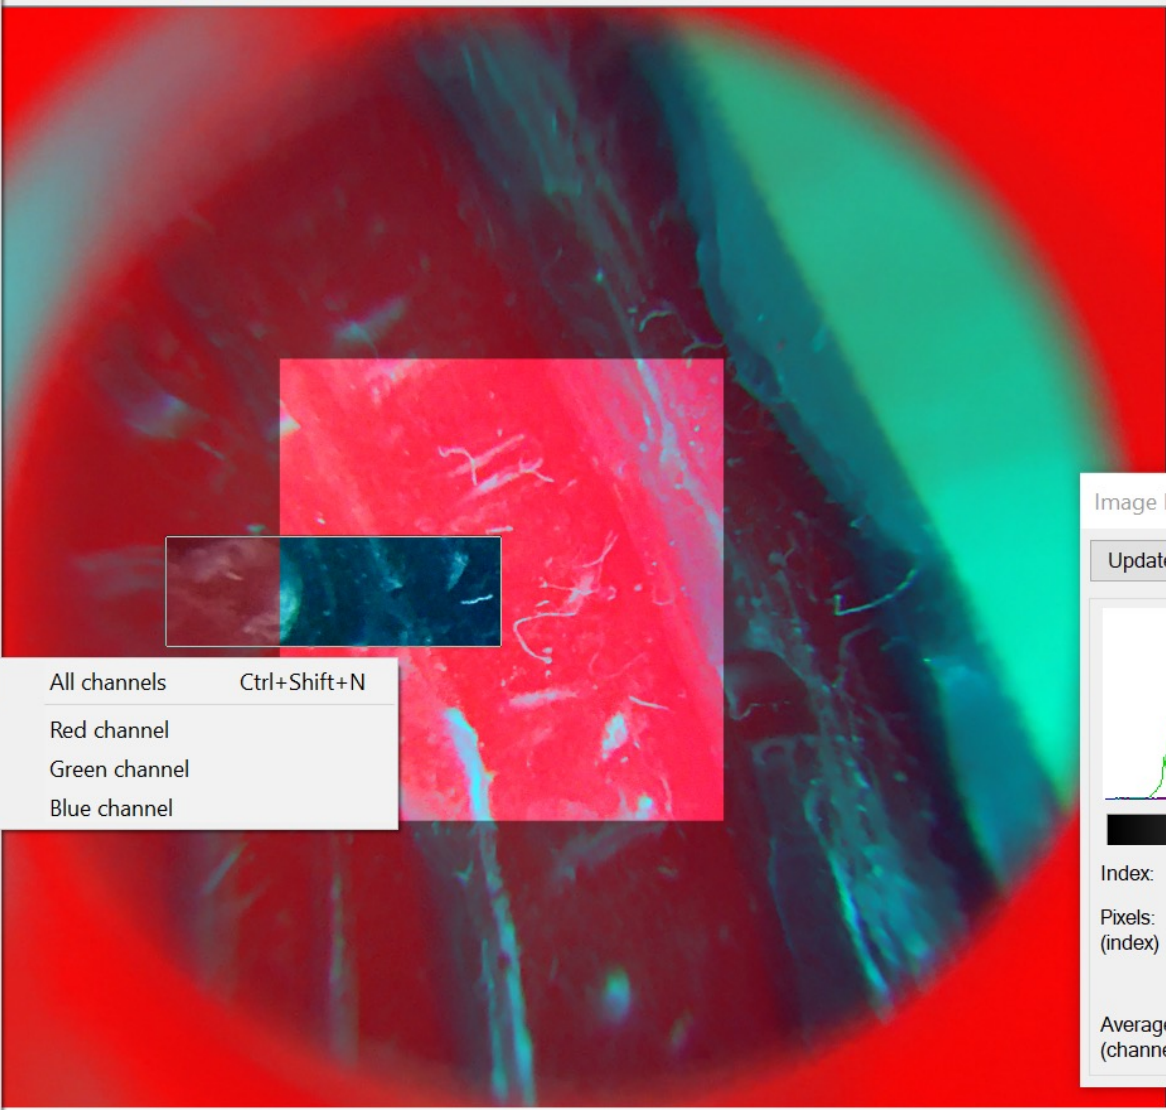 All channels Ctrl+Shift+N
Red channel
Green channel
Blue channel
Image
Update
Index:
Pixels:
(index)
Average
(channe